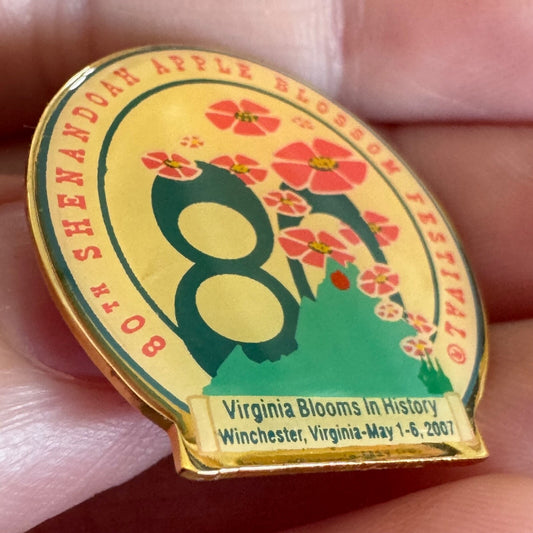 80TH SHENANDOAH APPLE BLOSSOM FESTIVAL®
80
Virginia Blooms In History
Winchester, Virginia-May 1-6, 2007